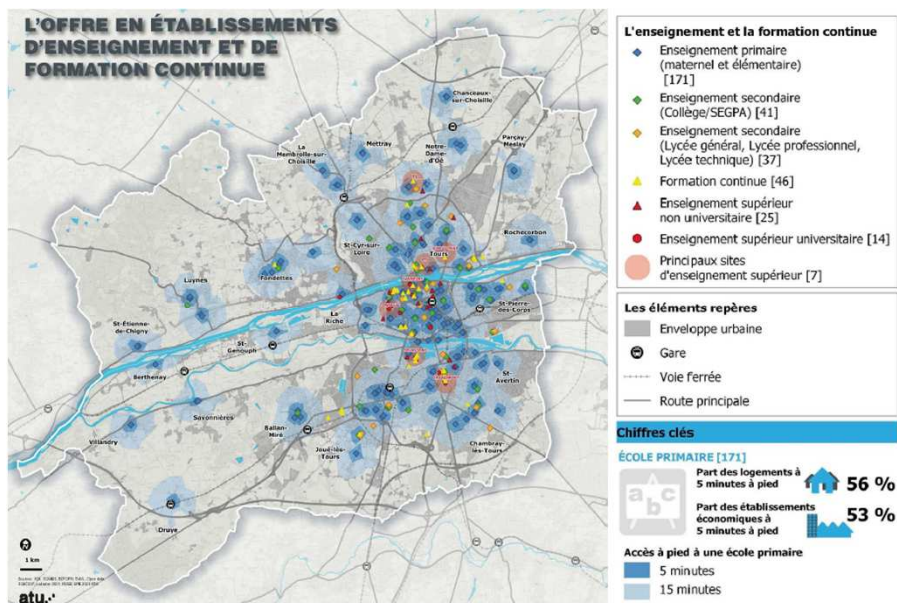 L'OFFRE EN ÉTABLISSEMENTS
D'ENSEIGNEMENT ET DE
FORMATION CONTINUE
Chanceaux-
sur-Choisille
La
Membrolle-sur-
Choisille
Mettray
Notre-
Dame-
d'Oé
Parçay-
Meslay
Rochecorbon
St-Cyr-sur-
Loire
Tours
Fondettes
Luynes
St-Étienne-
de-Chigny
La
Riche
St-Pierre-
des-Corps
St-
Genouph
Berthenay
St-
Avertin
Savonnières
Villandry
Ballan-
Miré
Joué-lès-
Tours
Chambray-
lès-Tours
Druye
1 km
atu
L'enseignement et la formation continue
Enseignement primaire
(maternel et élémentaire)
[171]
Enseignement secondaire
(Collège/SEGPA) [41]
Enseignement secondaire
(Lycée général, Lycée professionnel,
Lycée technique) [37]
Formation continue [46]
Enseignement supérieur
non universitaire [25]
Enseignement supérieur universitaire [14]
Principaux sites
d'enseignement supérieur [7]
Les éléments repères
Enveloppe urbaine
Gare
Voie ferrée
Route principale
Chiffres clés
ÉCOLE PRIMAIRE [171]
abc
Part des logements à
5 minutes à pied
56 %
Part des établissements
économiques à
5 minutes à pied
53 %
Accès à pied à une école primaire
5 minutes
15 minutes